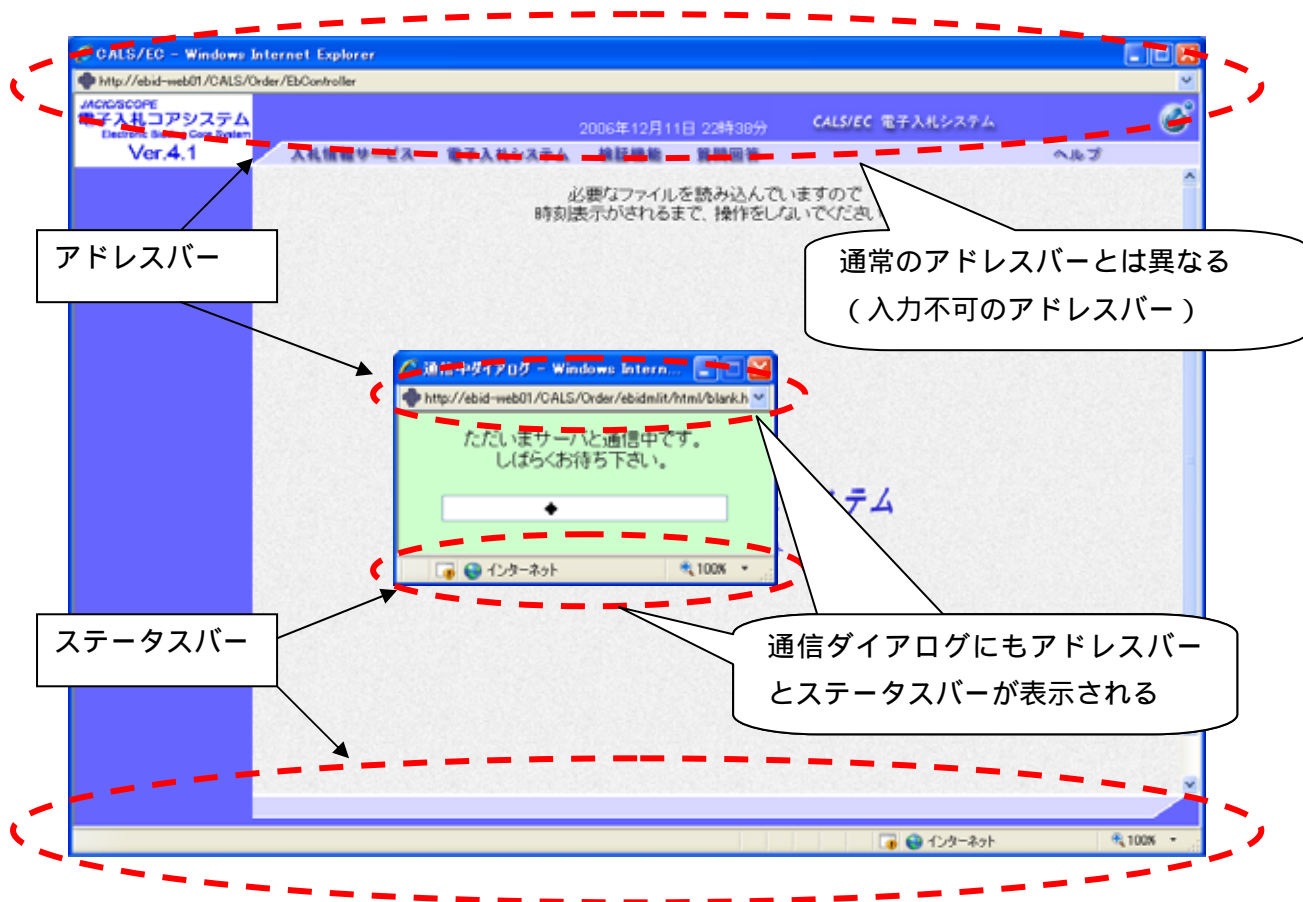 CALS/EC - Windows Internet Explorer
http://ebid-web01/CALS/Order/EbController
JACIC/SCOPE
電子入札コアシステム
Electronic Bidding Core System
Ver.4.1
2006年12月11日 22時38分
CALS/EC 電子入札システム
入札情報サービス 電子入札システム 検証機能 質問回答 ヘルプ
必要なファイルを読み込んでいますので
時刻表示がされるまで、操作をしないでくださ
アドレスバー
通常のアドレスバーとは異なる
(入力不可のアドレスバー)
通信中ダイアログ - Windows Intern...
http://ebid-web01/CALS/Order/ebidmlit/html/blank.h
ただいまサーバと通信中です。
しばらくお待ち下さい。
ステム
インターネット 100%
ステータスバー
通信ダイアログにもアドレスバー
とステータスバーが表示される
インターネット 100%